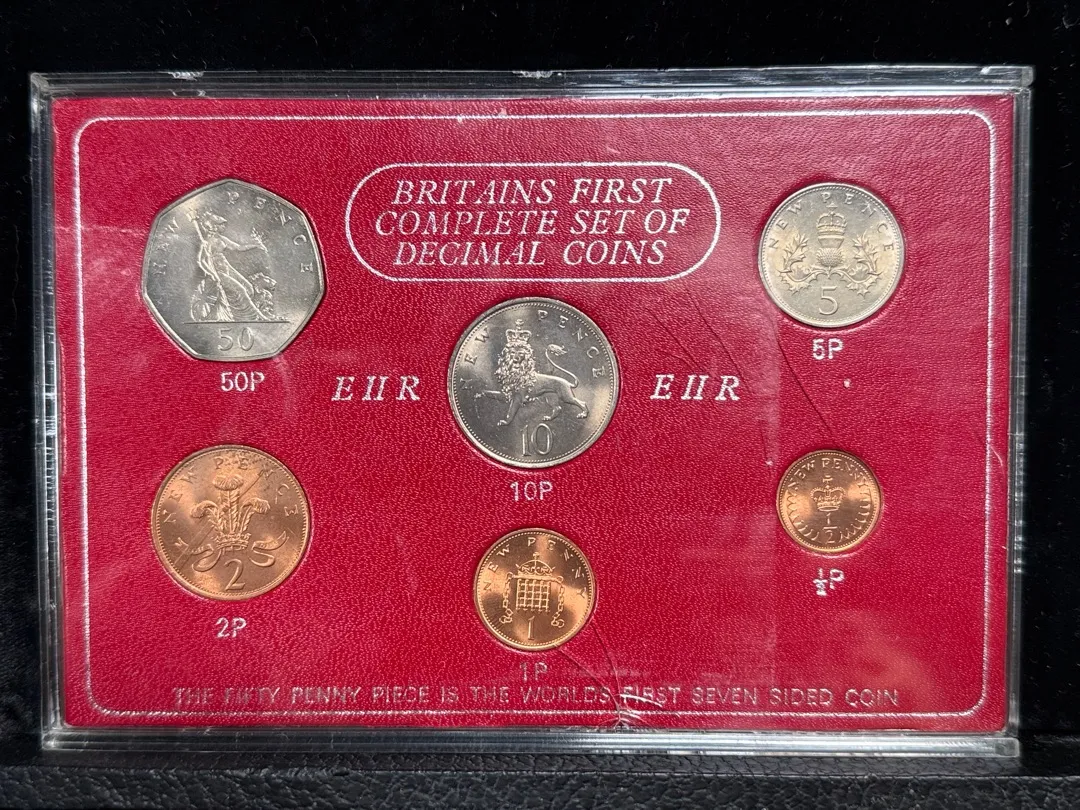 BRITAINS FIRST
COMPLETE SET OF
DECIMAL COINS
NEW PENCE
50
50P
NEW PENCE
5
5P
E II R
NEW PENCE
10
10P
E II R
NEW PENCE
2
2P
NEW PENNY
1
1P
NEW PENNY
1/2
½P
THE FIFTY PENNY PIECE IS THE WORLDS FIRST SEVEN SIDED COIN